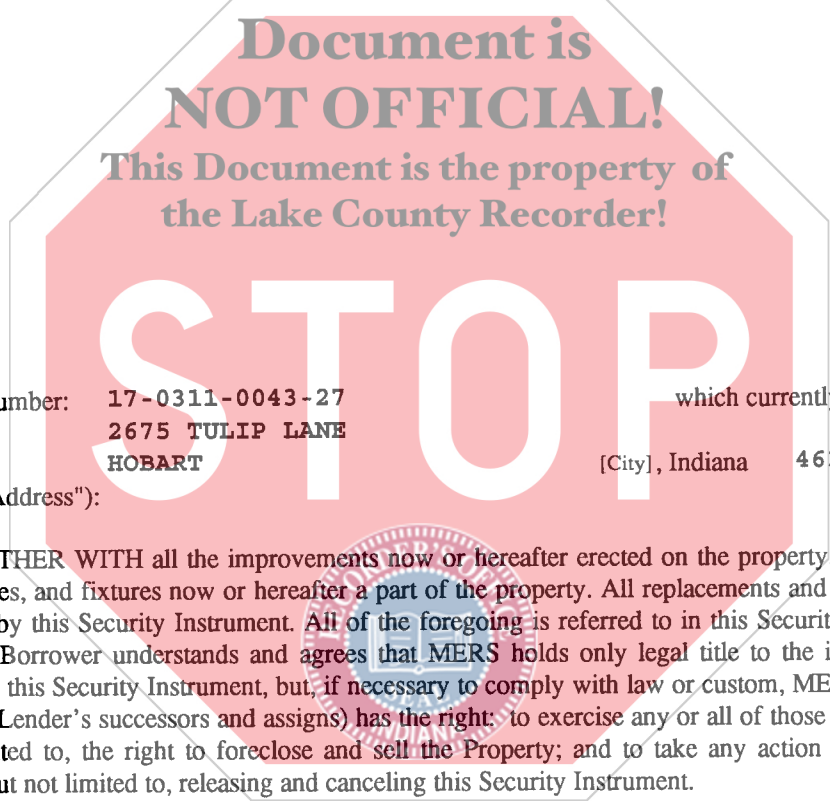 Document is
NOT OFFICIAL!
This Document is the property of
the Lake County Recorder!
STOP
umber: 17-0311-0043-27 which currently
2675 TULIP LANE
HOBART [City], Indiana 46
Address"):
THER WITH all the improvements now or hereafter erected on the property
es, and fixtures now or hereafter a part of the property. All replacements and
by this Security Instrument. All of the foregoing is referred to in this Securit
Borrower understands and agrees that MERS holds only legal title to the i
this Security Instrument, but, if necessary to comply with law or custom, ME
Lender's successors and assigns) has the right: to exercise any or all of those
ted to, the right to foreclose and sell the Property; and to take any action
ut not limited to, releasing and canceling this Security Instrument.
RECORDER'S OFFICE
INDIANA